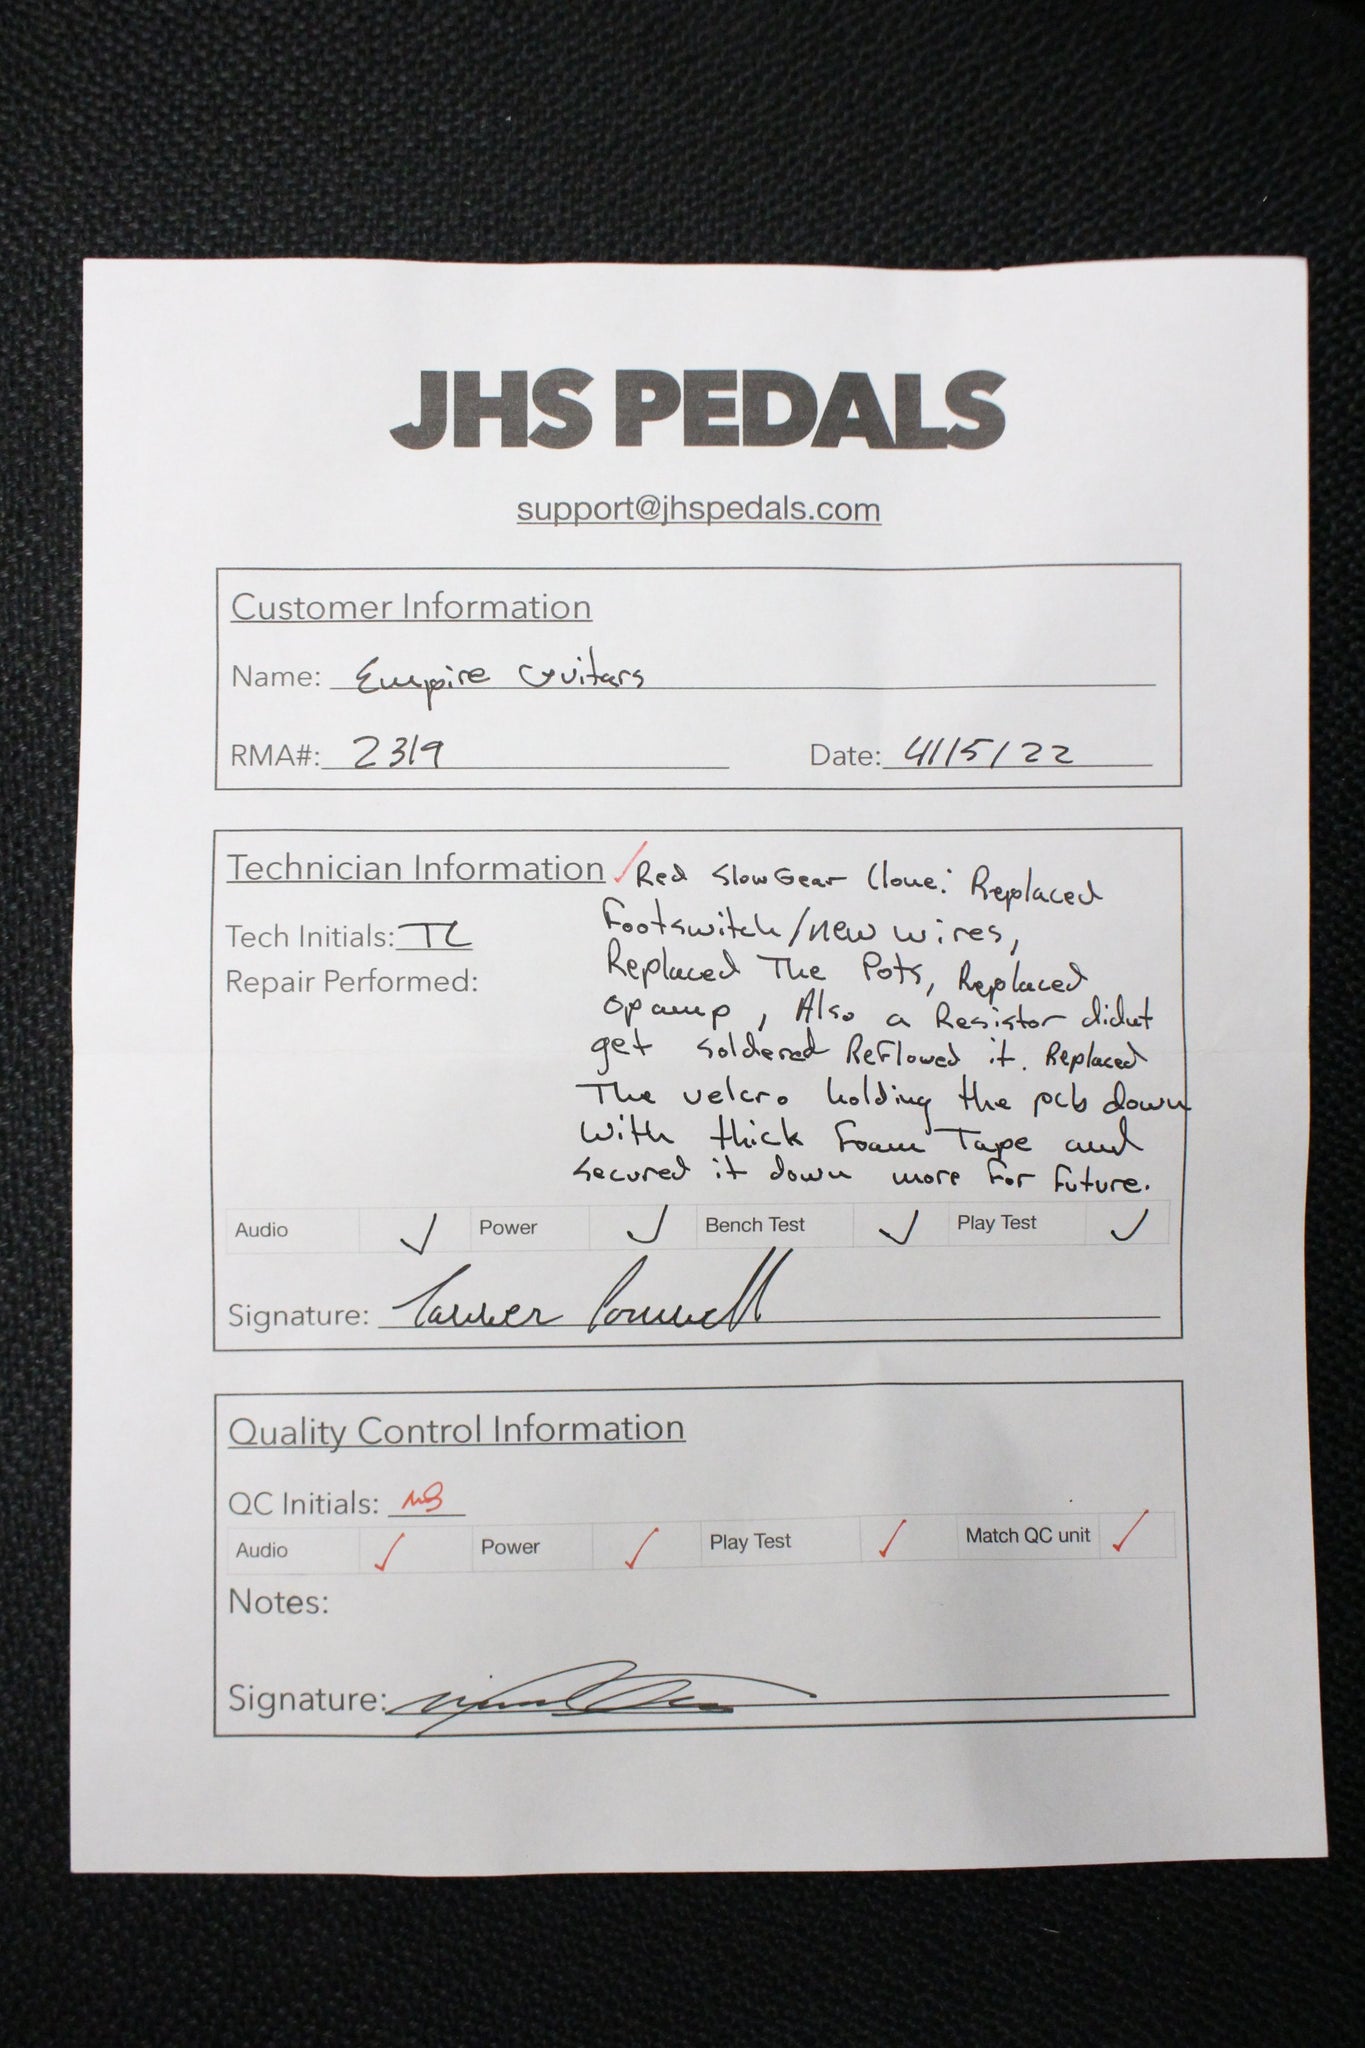 JHS PEDALS
support@jhspedals.com
Customer Information
Name: Empire Guitars
RMA#: 2319 Date: 4/15/22
Technician Information Red SlowGear Clone: Replaced
Footswitch/new wires,
Tech Initials: TL
Replaced The Pots, Replaced
Repair Performed:
opamp, Also a Resistor didnt
get soldered Reflowed it. Replaced
The velcro holding the pcb down
with thick Foam Tape and
secured it down more for future.
Audio ✓ Power ✓ Bench Test ✓ Play Test ✓
Signature: Tanner
Quality Control Information
QC Initials:
Audio ✓ Power ✓ Play Test ✓ Match QC unit ✓
Notes:
Signature: